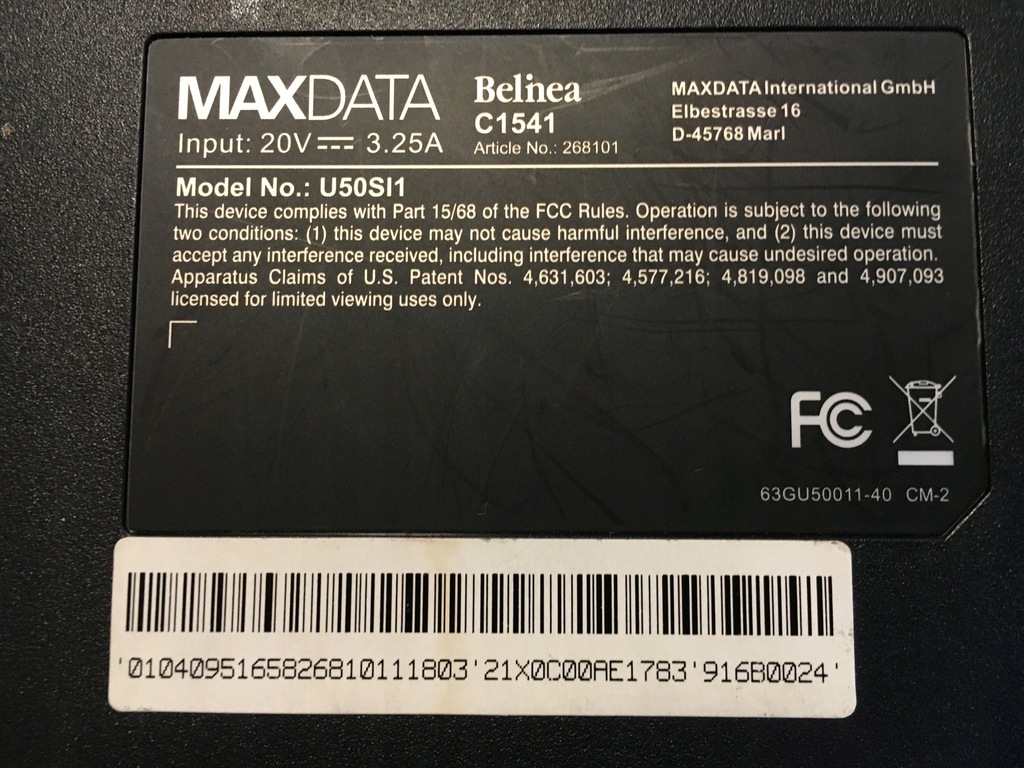 MAXDATA
Input: 20V 3.25A
Belinea
C1541
Article No.: 268101
MAXDATA International GmbH
Elbestrasse 16
D-45768 Marl
Model No.: U50SI1
This device complies with Part 15/68 of the FCC Rules. Operation is subject to the following
two conditions: (1) this device may not cause harmful interference, and (2) this device must
accept any interference received, including interference that may cause undesired operation.
Apparatus Claims of U.S. Patent Nos. 4,631,603; 4,577,216; 4,819,098 and 4,907,093
licensed for limited viewing uses only.
FC
63GU50011-40 CM-2
'0104095165826810111803'21X0C00AE1783'916B0024'